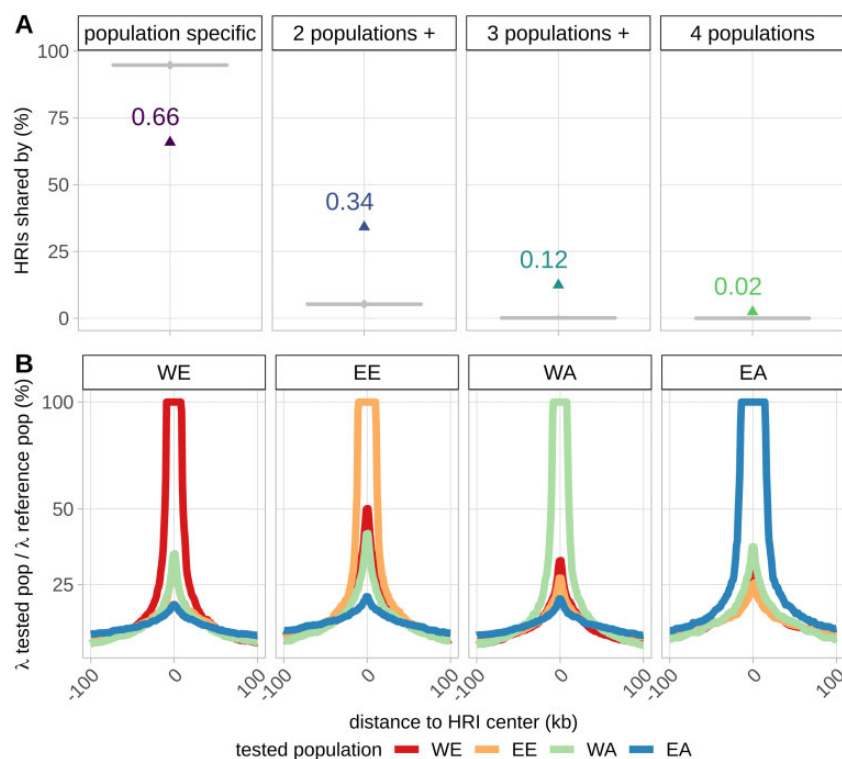 A
population specific 2 populations + 3 populations + 4 populations
HRIs shared by (%)
100
75
50
25
0
0.66
0.34
0.12
0.02
B
WE EE WA EA
λ tested pop / λ reference pop (%)
100
50
25
-100 0 100 -100 0 100 -100 0 100 -100 0 100
distance to HRI center (kb)
tested population WE EE WA EA